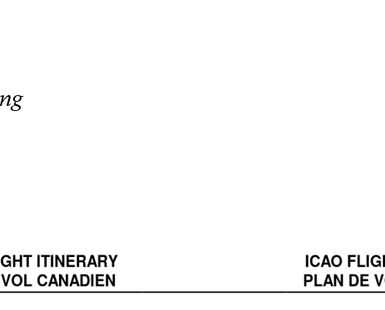 ng
GHT ITINERARY
VOL CANADIEN
ICAO FLIG
PLAN DE V